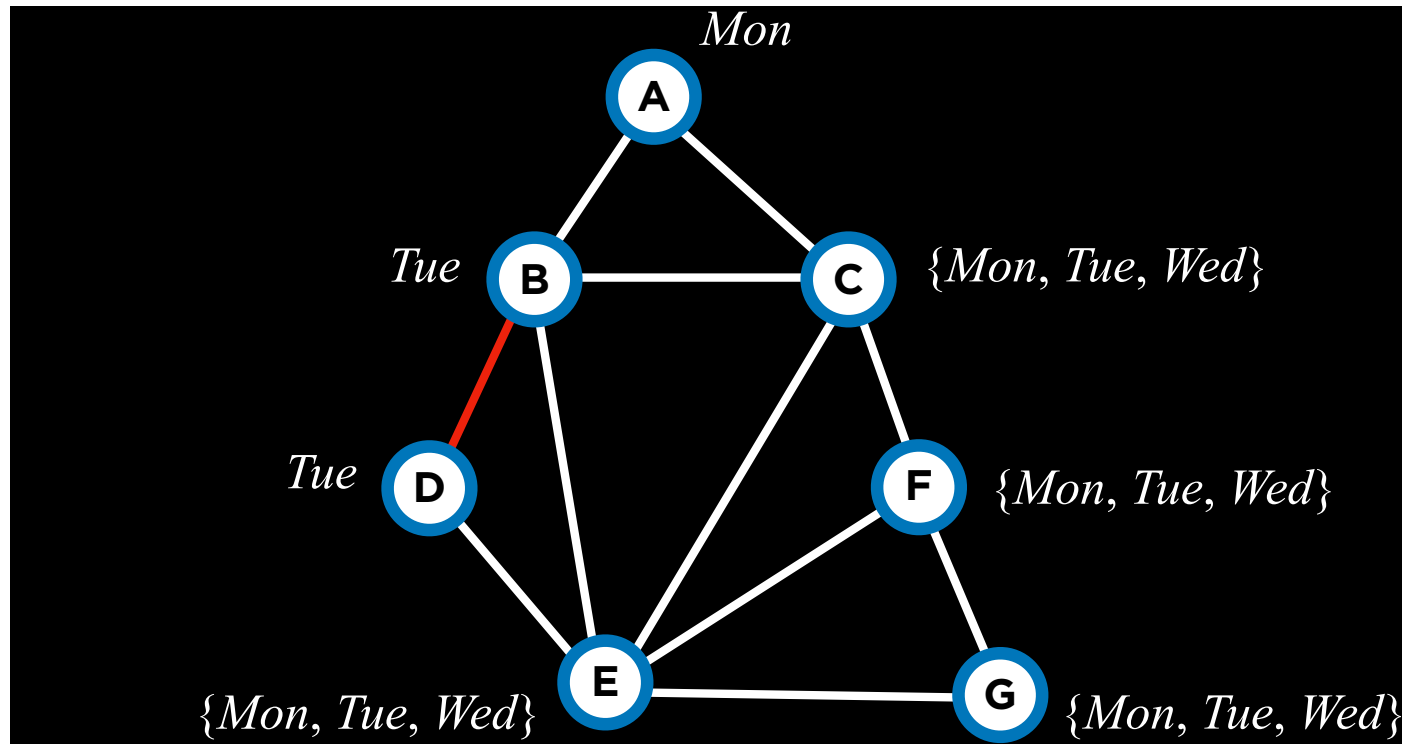 Mon
A
Tue
B
C
{Mon, Tue, Wed}
Tue
D
F
{Mon, Tue, Wed}
{Mon, Tue, Wed}
E
G
{Mon, Tue, Wed}